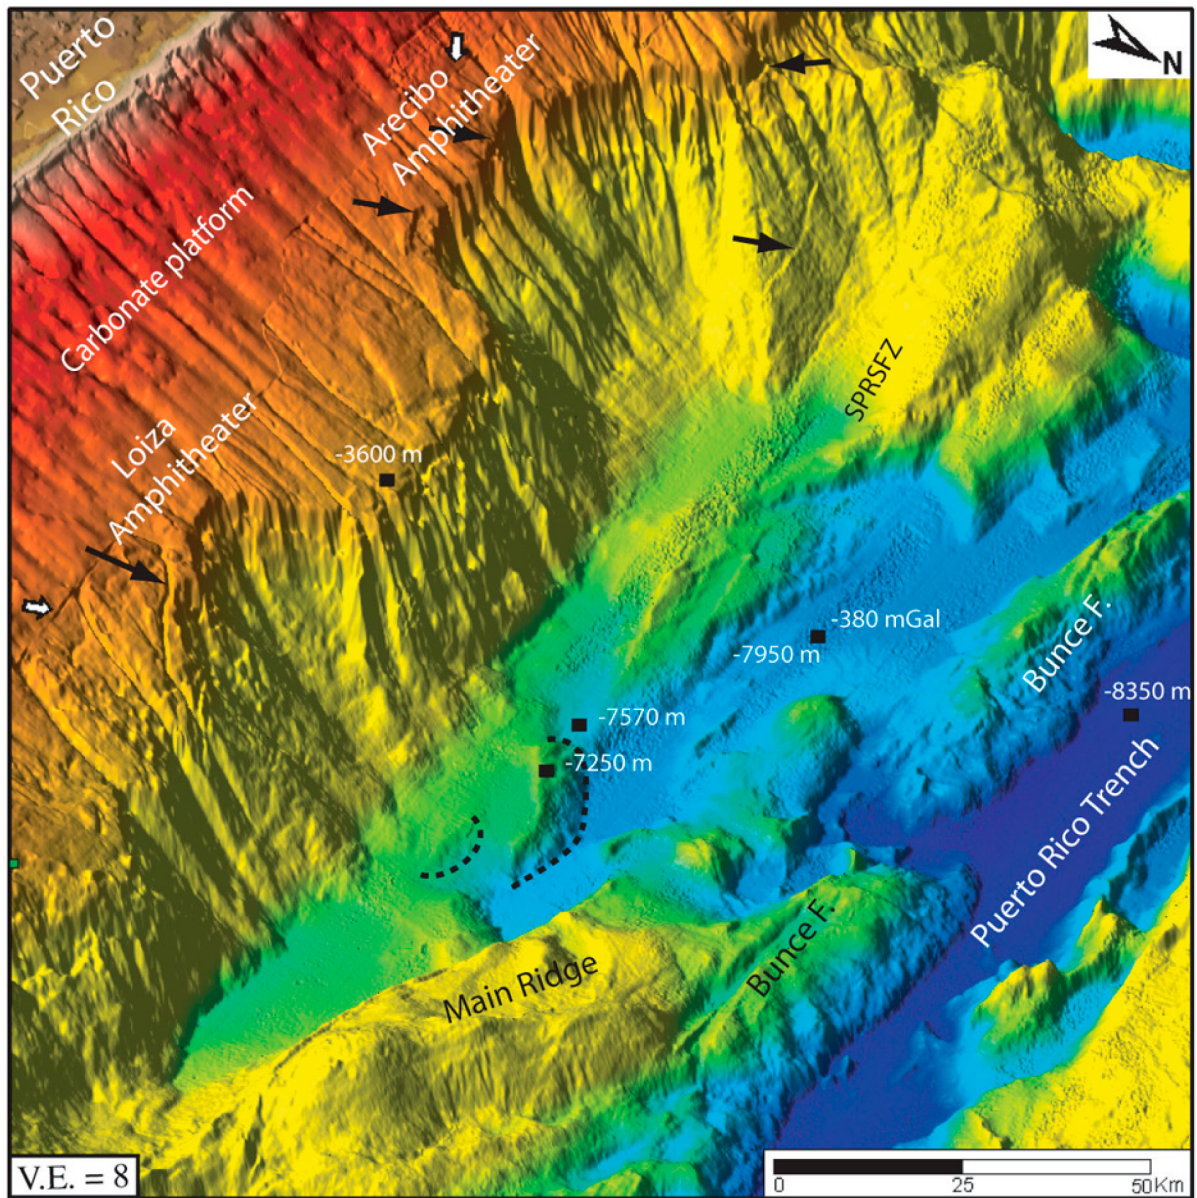 Puerto
Rico
Arecibo
Amphitheater
N
Carbonate platform
SPRSFZ
Loiza
Amphitheater
-3600 m
Bunce F.
-380 mGal
-7950 m
-8350 m
-7570 m
-7250 m
Puerto Rico Trench
Bunce F.
Main Ridge
V.E. = 8
0 25 50Km